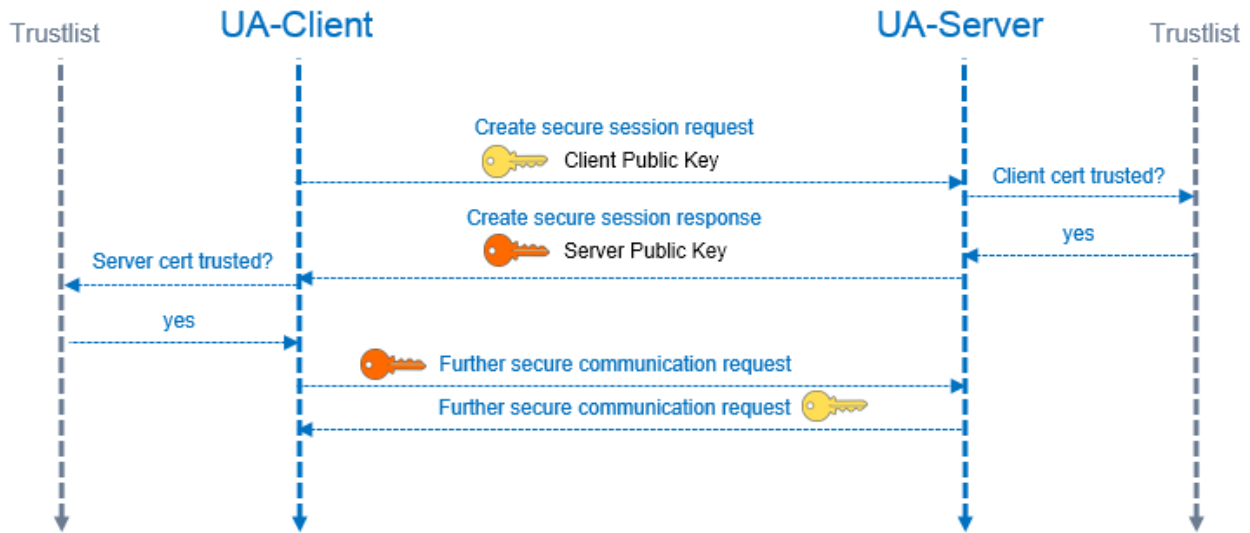 Trustlist
UA-Client
UA-Server
Trustlist
Create secure session request
Client Public Key
Client cert trusted?
Create secure session response
yes
Server Public Key
Server cert trusted?
yes
Further secure communication request
Further secure communication request